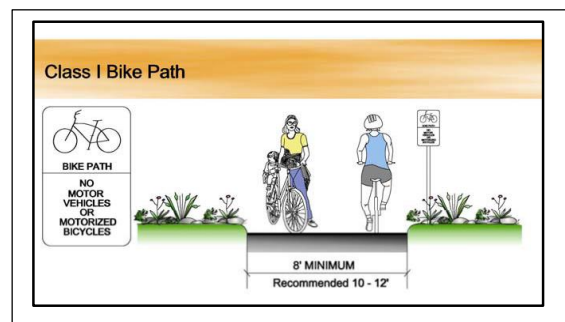 Class I Bike Path
BIKE PATH
NO
MOTOR
VEHICLES
OR
MOTORIZED
BICYCLES
8' MINIMUM
Recommended 10 - 12'